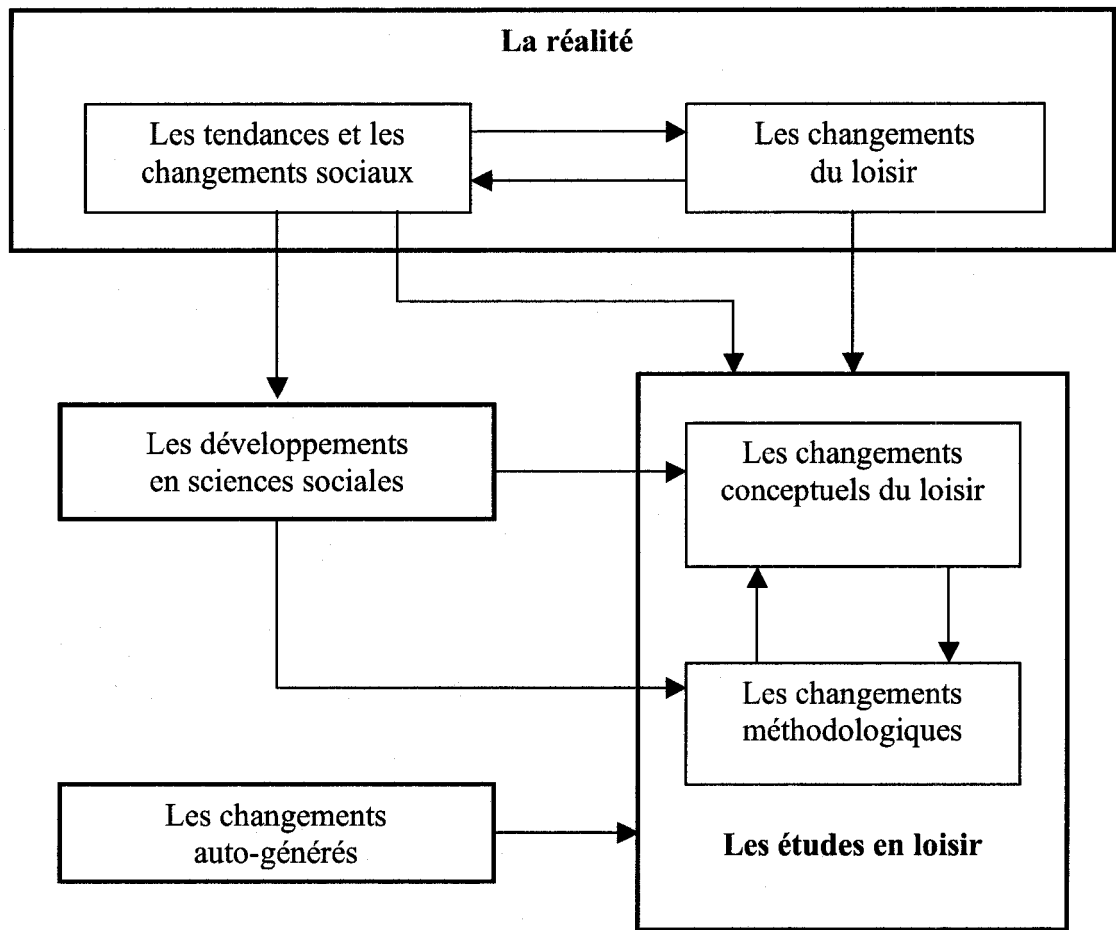 La réalité
Les tendances et les
changements sociaux
Les changements
du loisir
Les développements
en sciences sociales
Les changements
conceptuels du loisir
Les changements
méthodologiques
Les changements
auto-générés
Les études en loisir